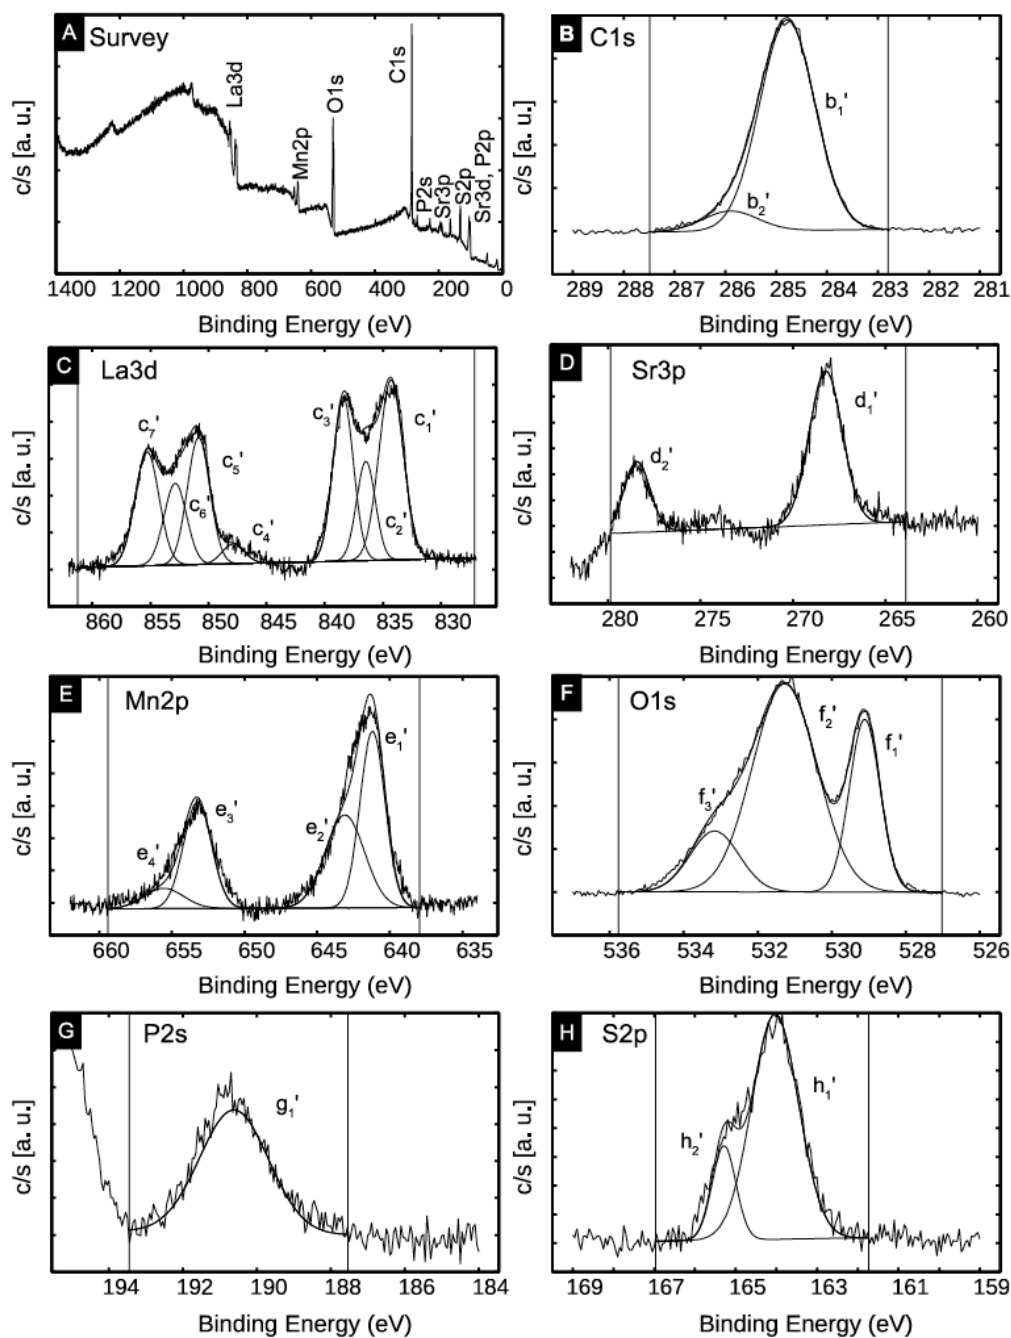 A Survey
c/s [a. u.]
La3d
Mn2p
O1s
C1s
P2s
Sr3p
S2p
Sr3d, P2p
1400 1200 1000 800 600 400 200 0
Binding Energy (eV)
B C1s
c/s [a. u.]
b1'
b2'
289 288 287 286 285 284 283 282 281
Binding Energy (eV)
C La3d
c/s [a. u.]
c7'
c6'
c5'
c4'
c3'
c2'
c1'
860 855 850 845 840 835 830
Binding Energy (eV)
D Sr3p
c/s [a. u.]
d2'
d1'
280 275 270 265 260
Binding Energy (eV)
E Mn2p
c/s [a. u.]
e4'
e3'
e2'
e1'
660 655 650 645 640 635
Binding Energy (eV)
F O1s
c/s [a. u.]
f3'
f2'
f1'
536 534 532 530 528 526
Binding Energy (eV)
G P2s
c/s [a. u.]
g1'
194 192 190 188 186 184
Binding Energy (eV)
H S2p
c/s [a. u.]
h2'
h1'
169 167 165 163 161 159
Binding Energy (eV)